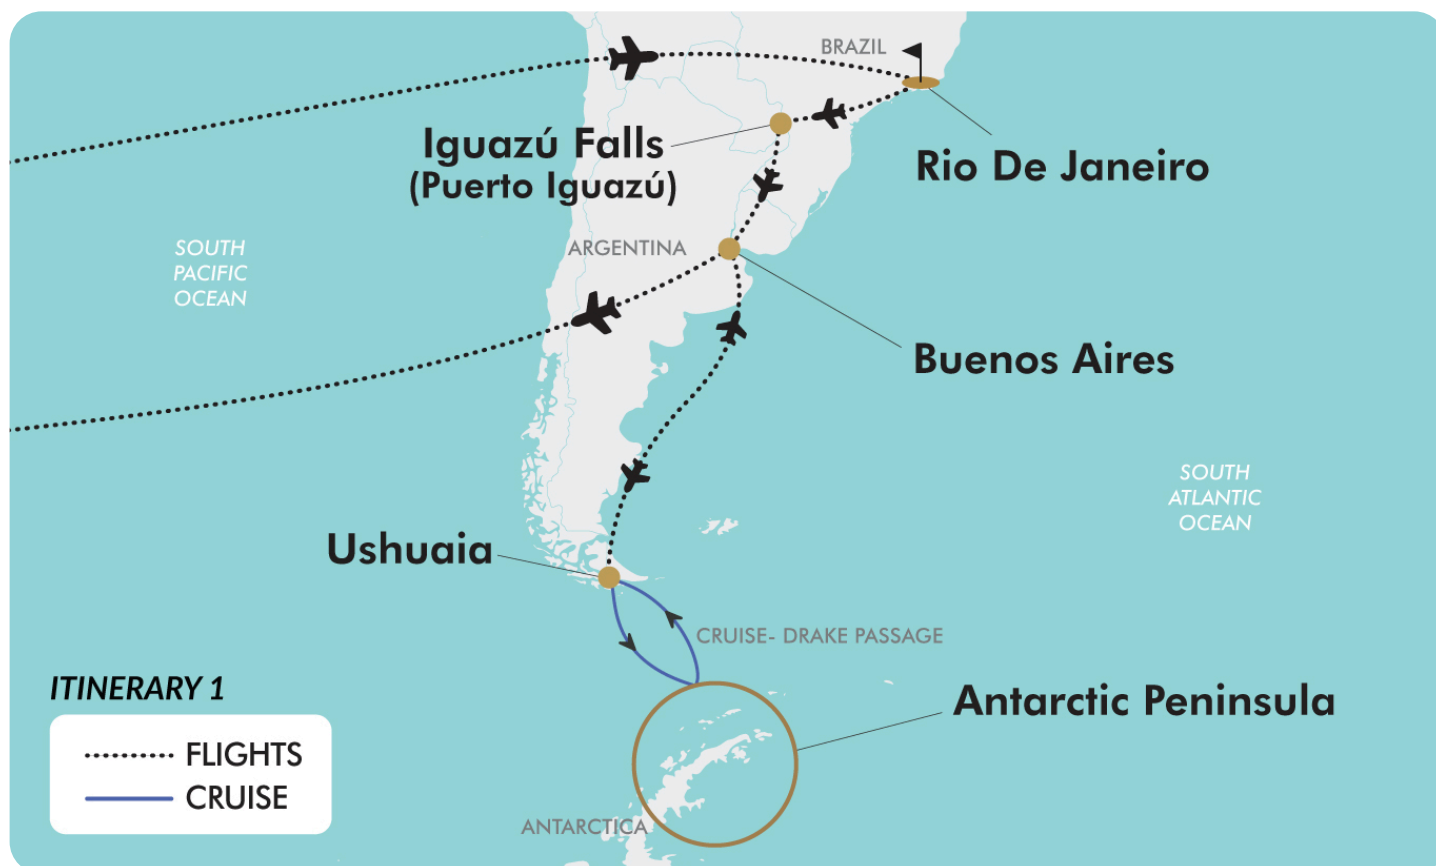 BRAZIL
Iguazú Falls
(Puerto Iguazú)
Rio De Janeiro
SOUTH
PACIFIC
OCEAN
ARGENTINA
Buenos Aires
SOUTH
ATLANTIC
OCEAN
Ushuaia
CRUISE- DRAKE PASSAGE
ITINERARY 1
FLIGHTS
CRUISE
Antarctic Peninsula
ANTARCTICA